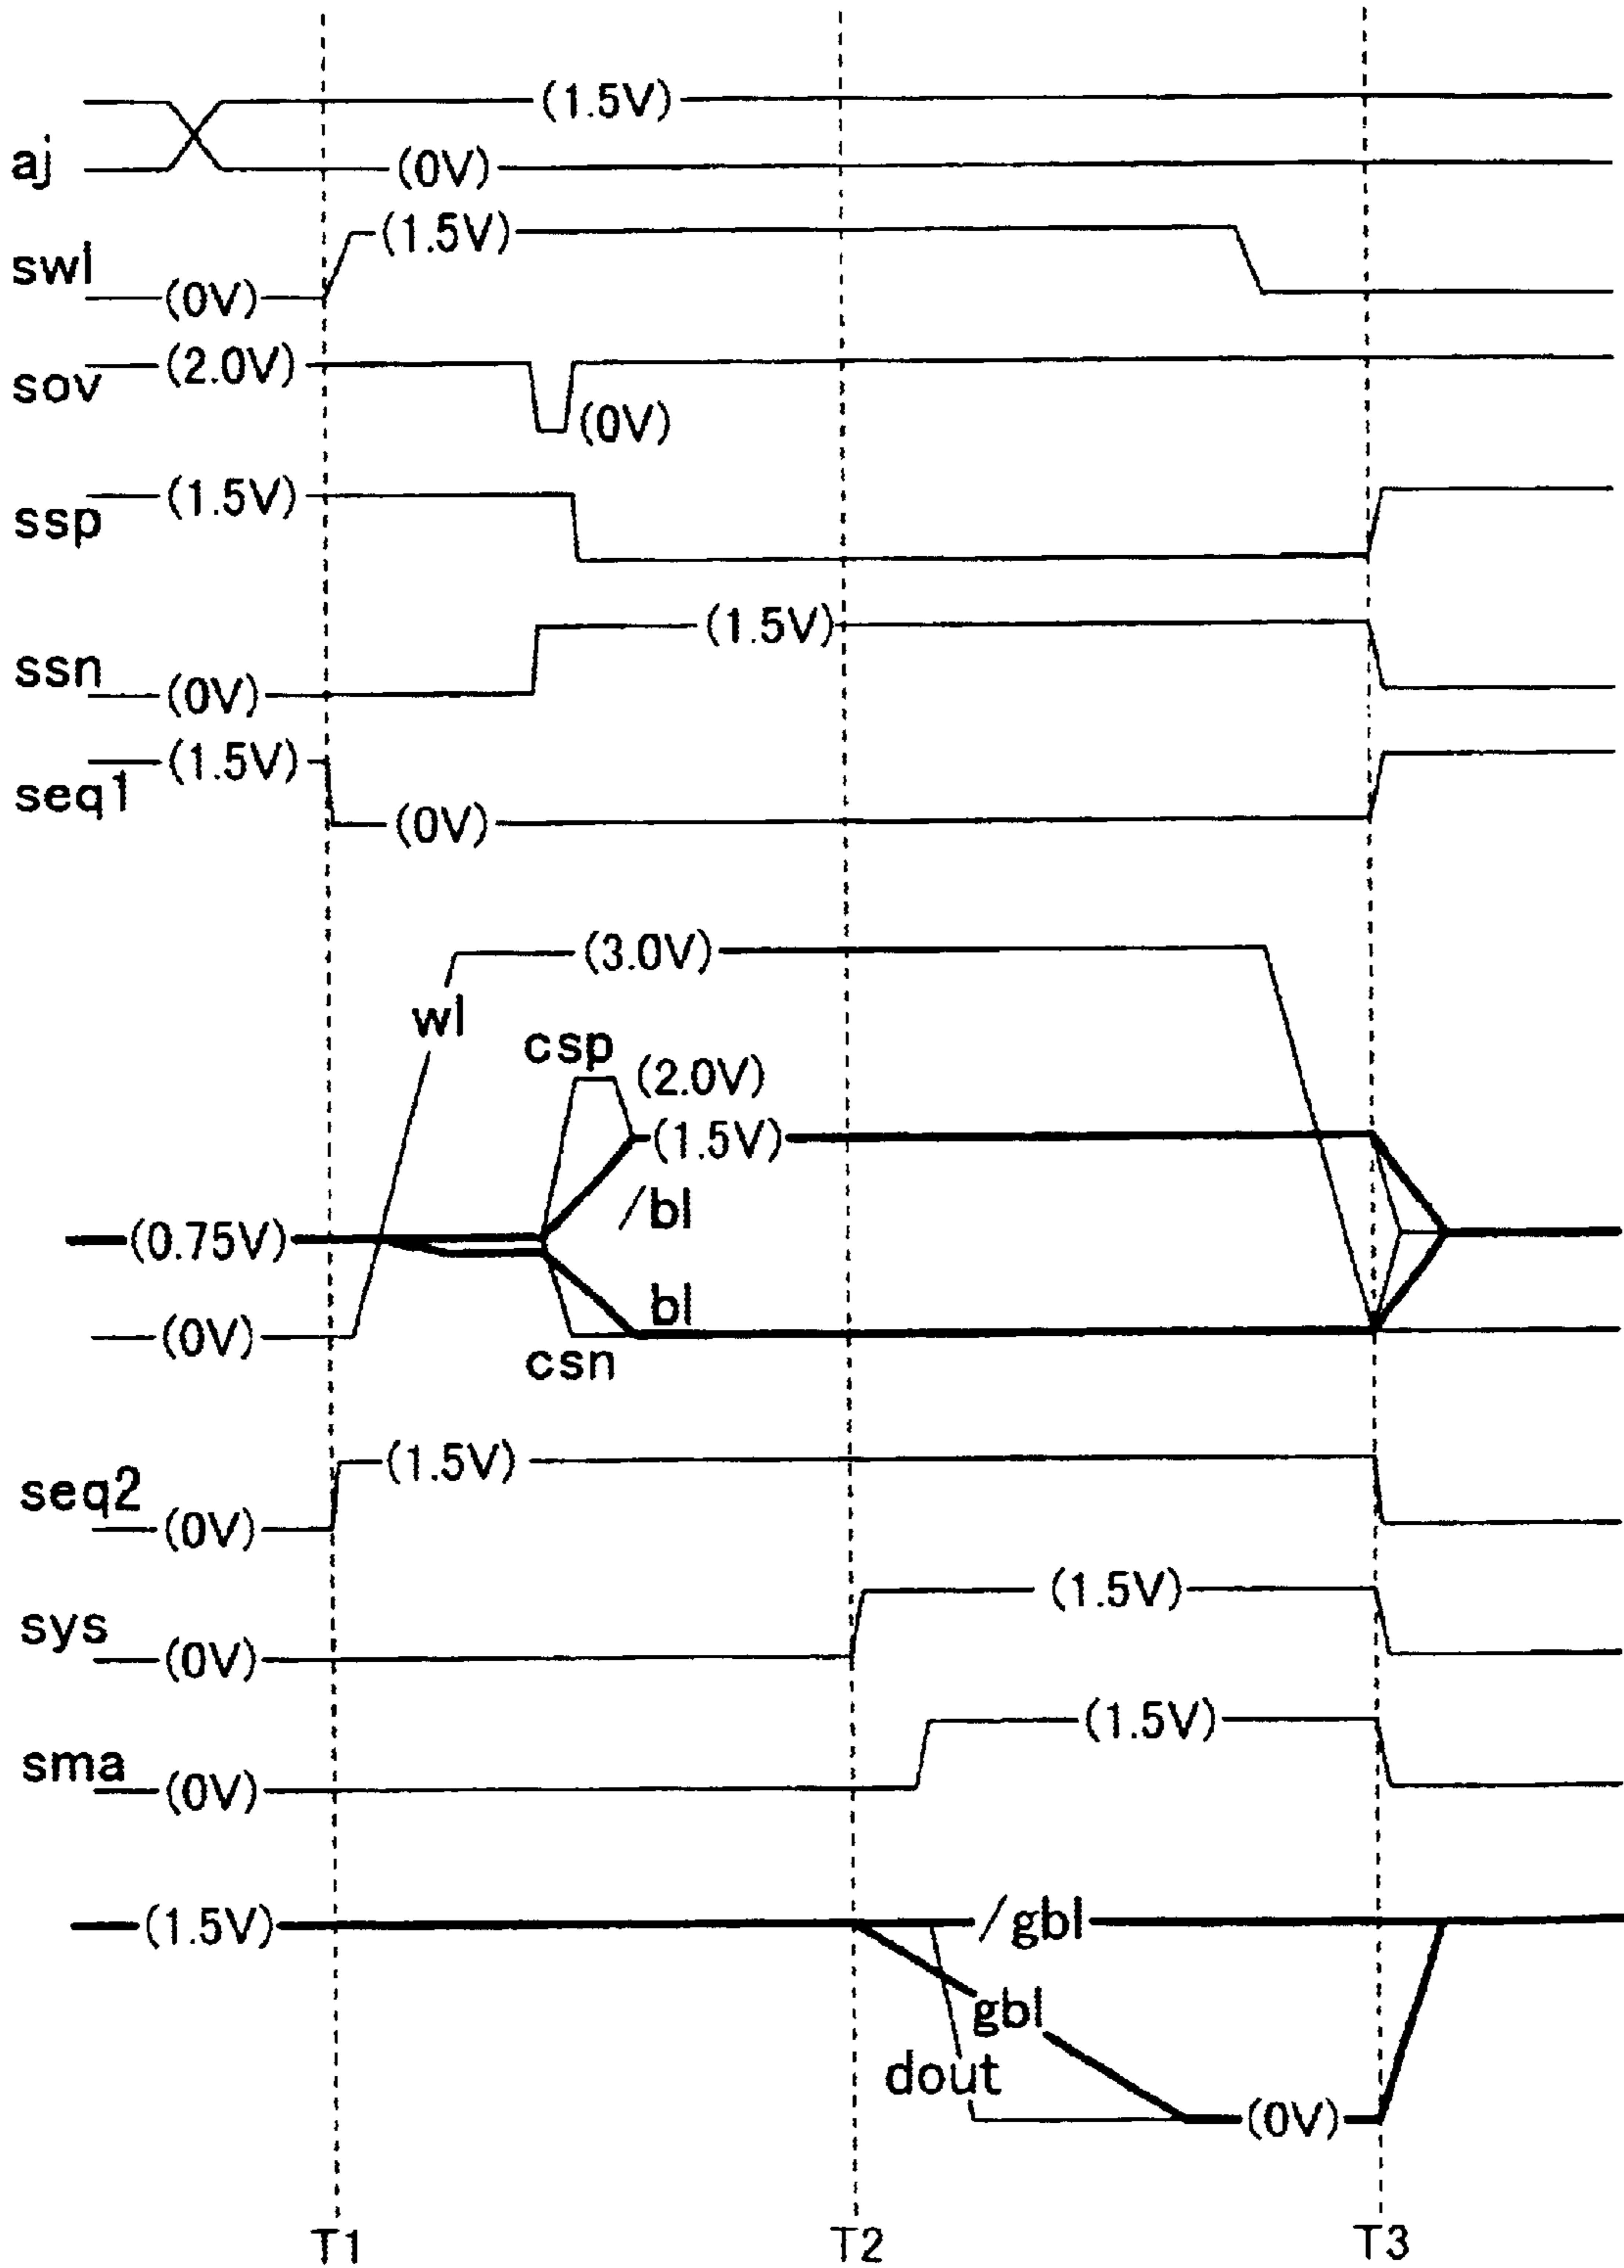 (1.5V)
aj
(0V)
(1.5V)
swl
(0V)
(2.0V)
sov
(0V)
(1.5V)
ssp
(1.5V)
ssn
(0V)
(1.5V)
seq1
(0V)
(3.0V)
wl
csp
(2.0V)
(1.5V)
/bl
(0.75V)
bl
(0V)
csn
(1.5V)
seq2
(0V)
(1.5V)
sys
(0V)
(1.5V)
sma
(0V)
(1.5V)
/gbl
gbl
dout
(0V)
T1 T2 T3